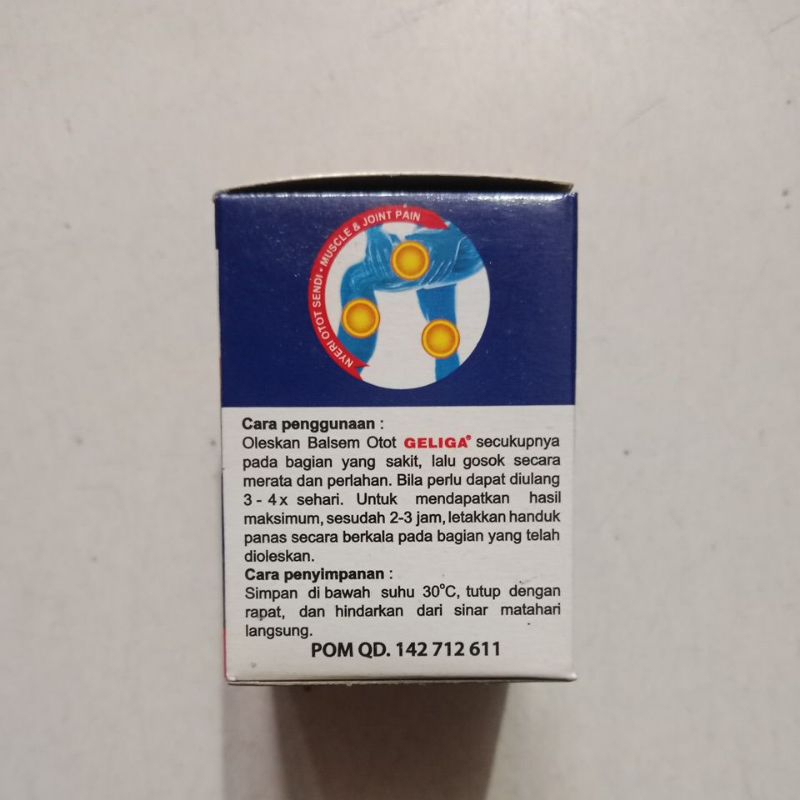 NYERI OTOT SENDI • MUSCLE & JOINT PAIN
Cara penggunaan :
Oleskan Balsem Otot GELIGA® secukupnya
pada bagian yang sakit, lalu gosok secara
merata dan perlahan. Bila perlu dapat diulang
3 - 4x sehari. Untuk mendapatkan hasil
maksimum, sesudah 2-3 jam, letakkan handuk
panas secara berkala pada bagian yang telah
dioleskan.
Cara penyimpanan :
Simpan di bawah suhu 30°C, tutup dengan
rapat, dan hindarkan dari sinar matahari
langsung.
POM QD. 142 712 611